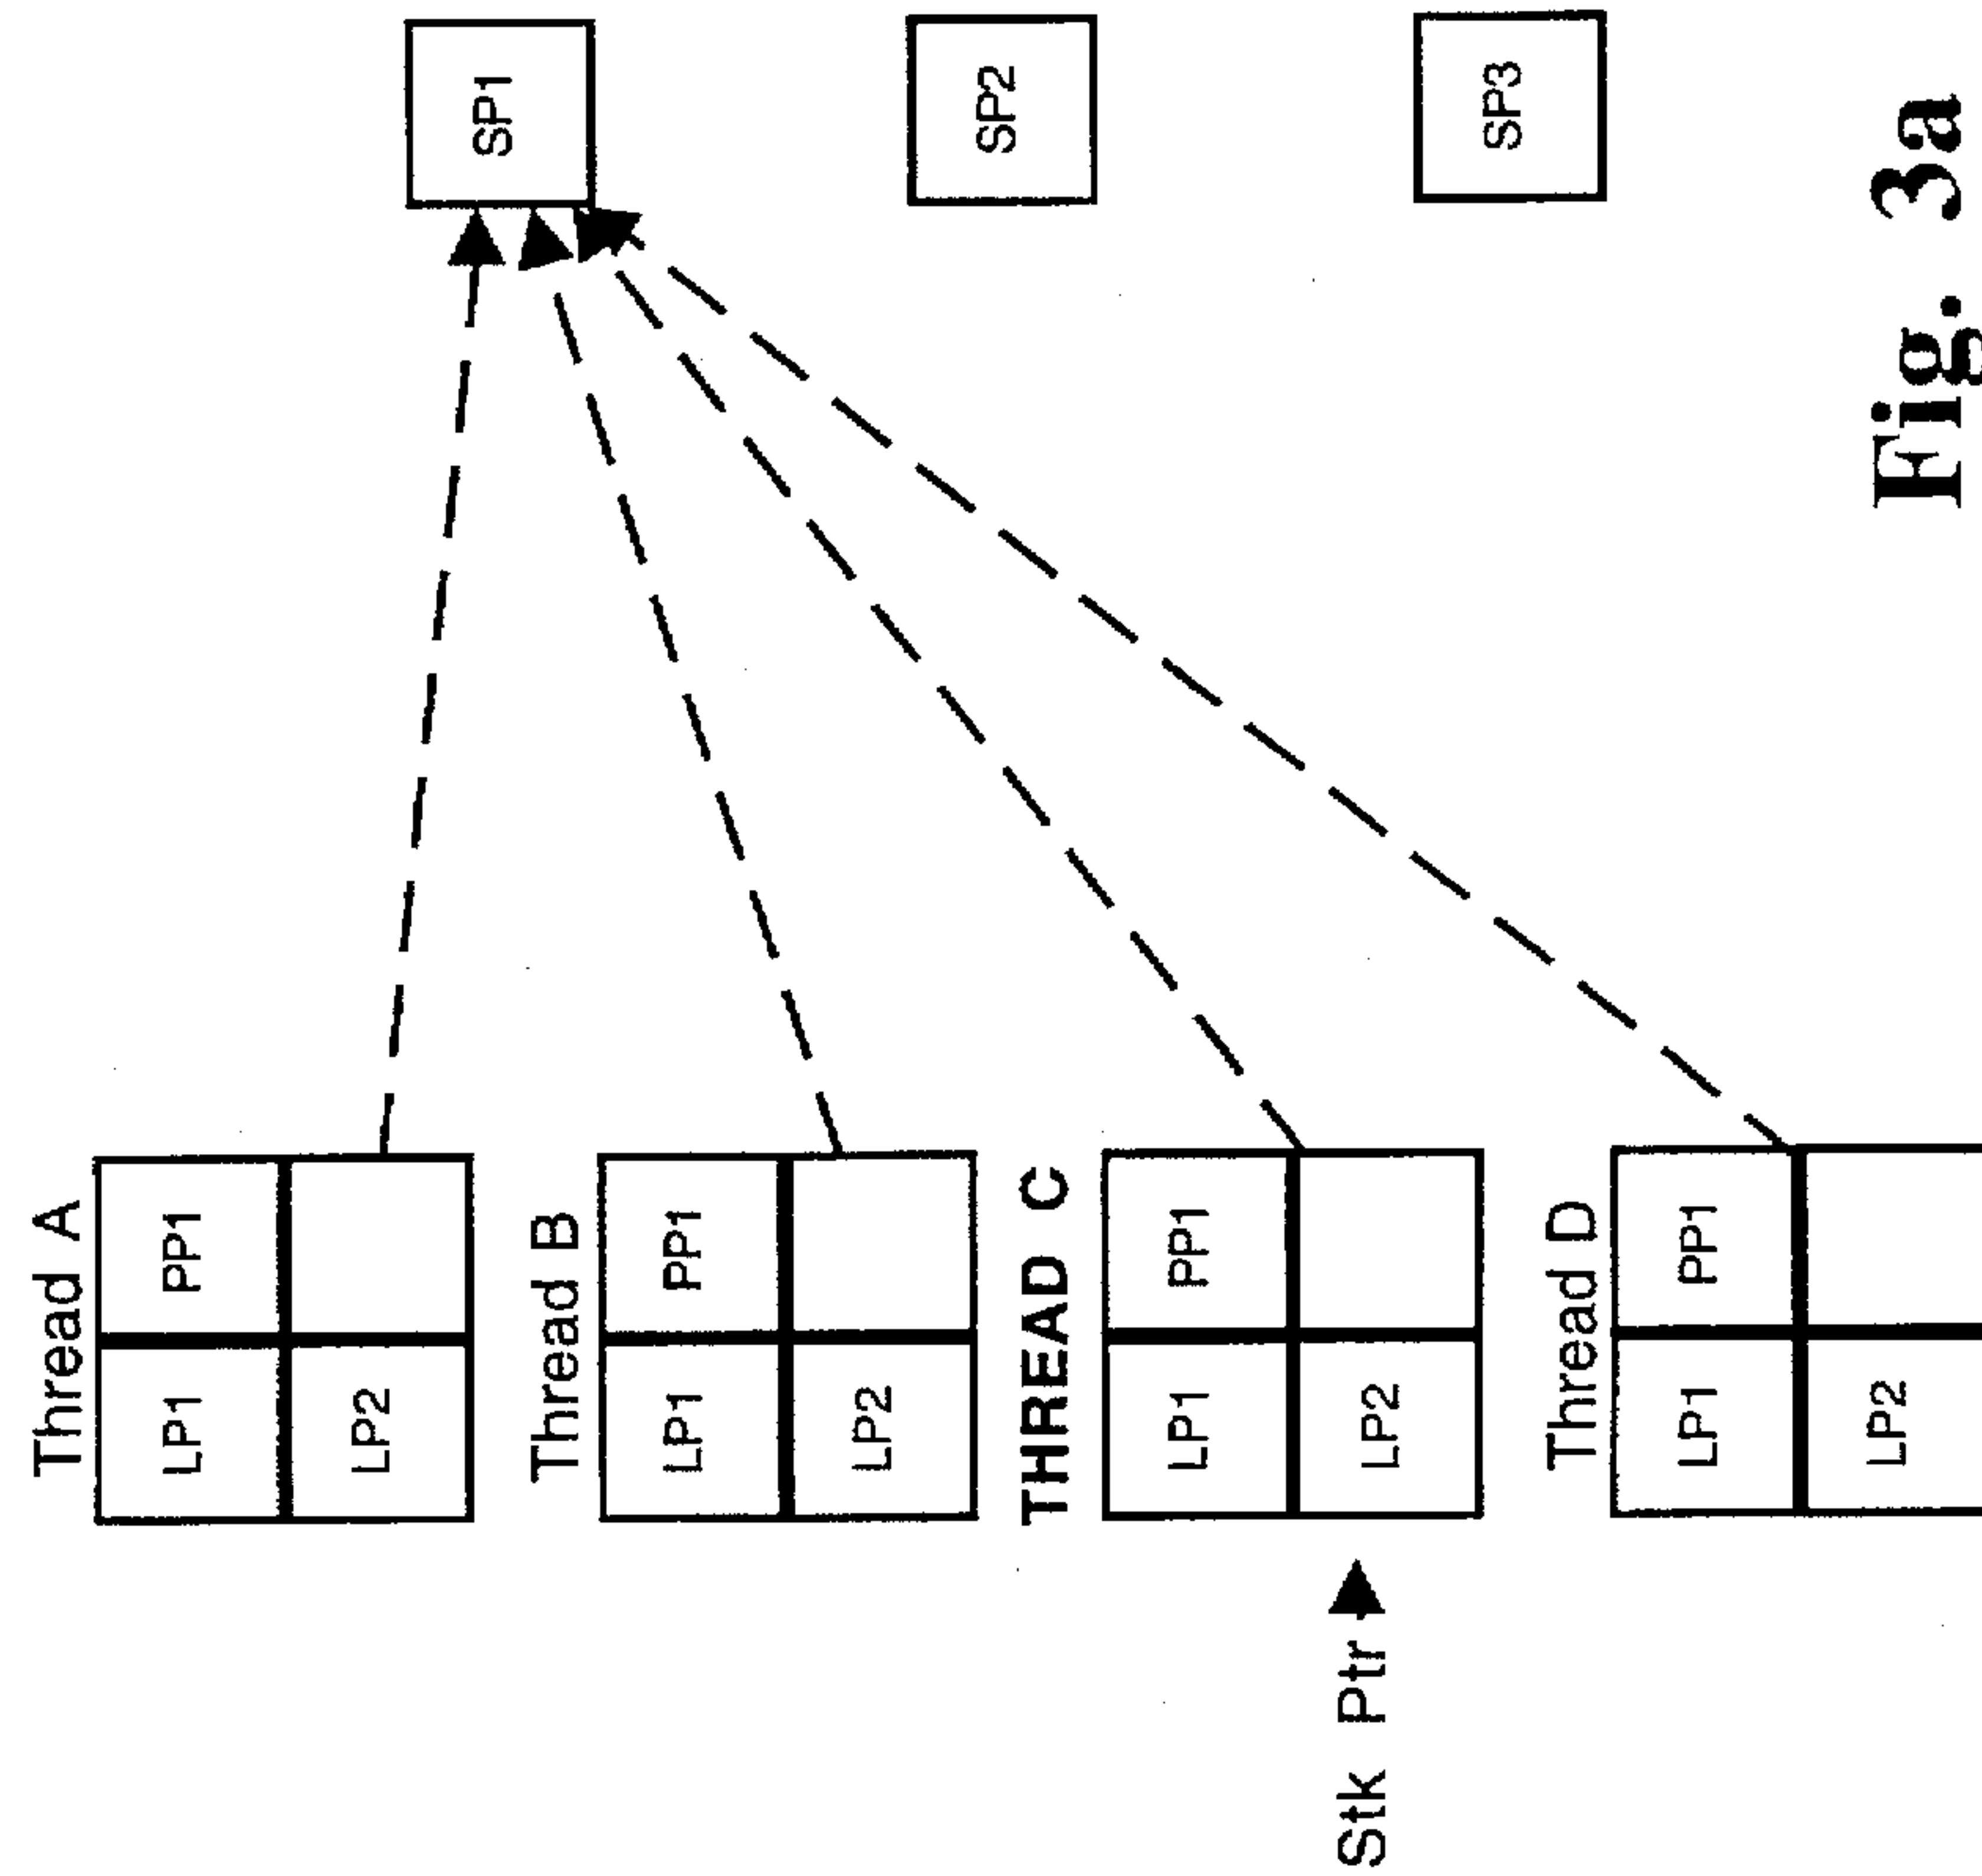 Thread A
LP1 PP1
LP2
Thread B
LP1 PP1
LP2
THREAD C
LP1 PP1
LP2
Thread D
LP1 PP1
LP2
Stk Ptr
SP1
SP2
SP3
Fig. 3a